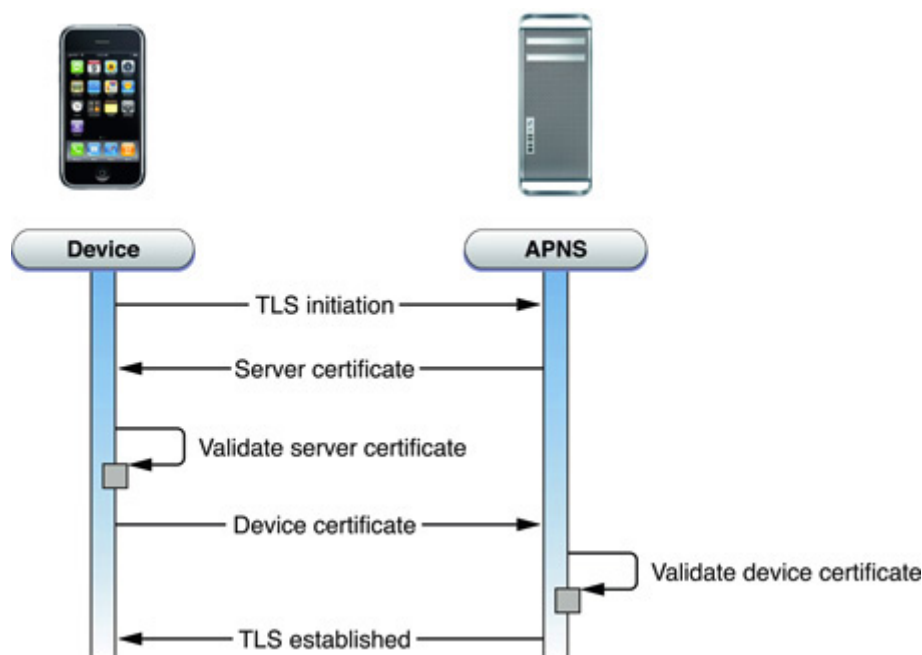 Device
APNS
TLS initiation
Server certificate
Validate server certificate
Device certificate
Validate device certificate
TLS established